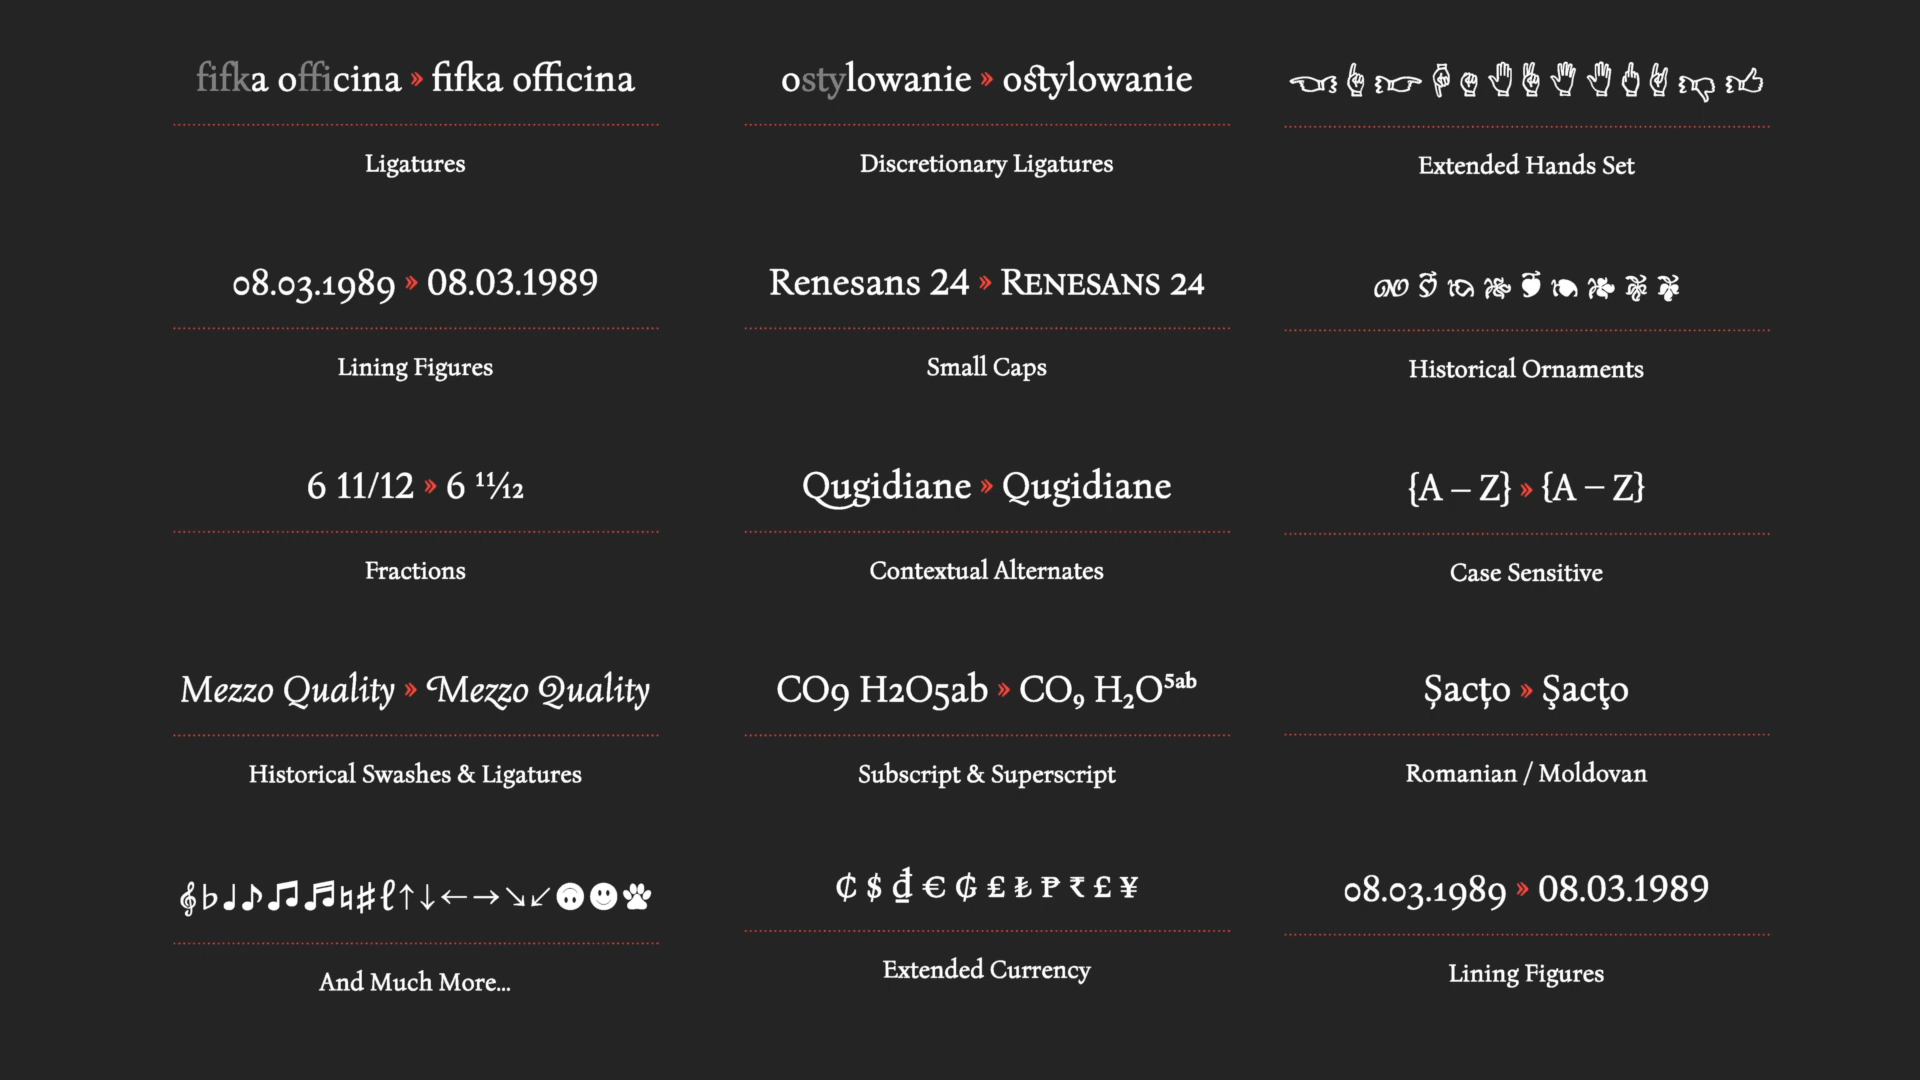 fifka officina » fifka officina
Ligatures
ostylowanie » ostylowanie
Discretionary Ligatures
Extended Hands Set
08.03.1989 » 08.03.1989
Lining Figures
Renesans 24 » Renesans 24
Small Caps
Historical Ornaments
6 11/12 » 6 ¹¹⁄₁₂
Fractions
Qugidiane » Qugidiane
Contextual Alternates
{A – Z} » {A – Z}
Case Sensitive
Mezzo Quality » Mezzo Quality
Historical Swashes & Ligatures
CO9 H2O5ab » CO₉ H₂O⁵ᵃᵇ
Subscript & Superscript
Șacțo » Şacţo
Romanian / Moldovan
𝄞♭♩♪♫♬♮♯ℓ↑↓←→↘↙🙃☻🐾
And Much More...
₵ $ ₫ € ₲ £ ₺ ₱ ₹ £ ¥
Extended Currency
08.03.1989 » 08.03.1989
Lining Figures